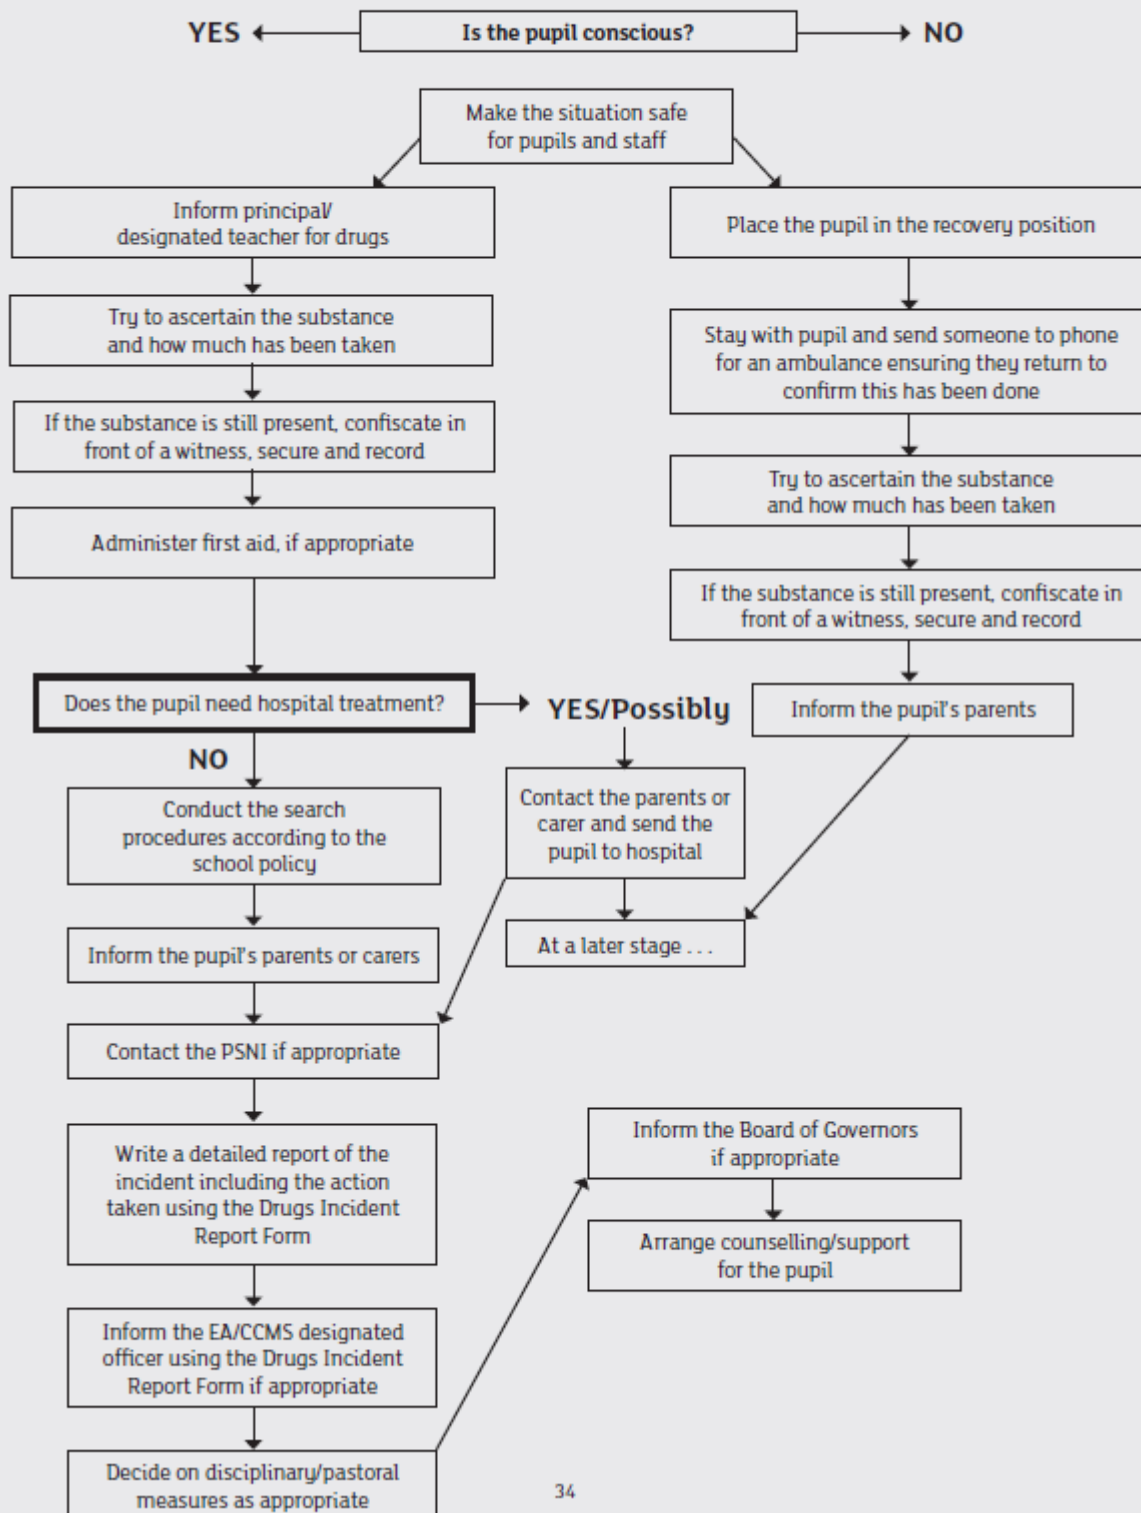 YES
Is the pupil conscious?
NO
Make the situation safe
for pupils and staff
Inform principal/
designated teacher for drugs
Try to ascertain the substance
and how much has been taken
If the substance is still present, confiscate in
front of a witness, secure and record
Administer first aid, if appropriate
Place the pupil in the recovery position
Stay with pupil and send someone to phone
for an ambulance ensuring they return to
confirm this has been done
Try to ascertain the substance
and how much has been taken
If the substance is still present, confiscate in
front of a witness, secure and record
Inform the pupil's parents
Does the pupil need hospital treatment?
YES/Possibly
NO
Contact the parents or
carer and send the
pupil to hospital
At a later stage . . .
Conduct the search
procedures according to the
school policy
Inform the pupil's parents or carers
Contact the PSNI if appropriate
Write a detailed report of the
incident including the action
taken using the Drugs Incident
Report Form
Inform the EA/CCMS designated
officer using the Drugs Incident
Report Form if appropriate
Decide on disciplinary/pastoral
measures as appropriate
Inform the Board of Governors
if appropriate
Arrange counselling/support
for the pupil
34